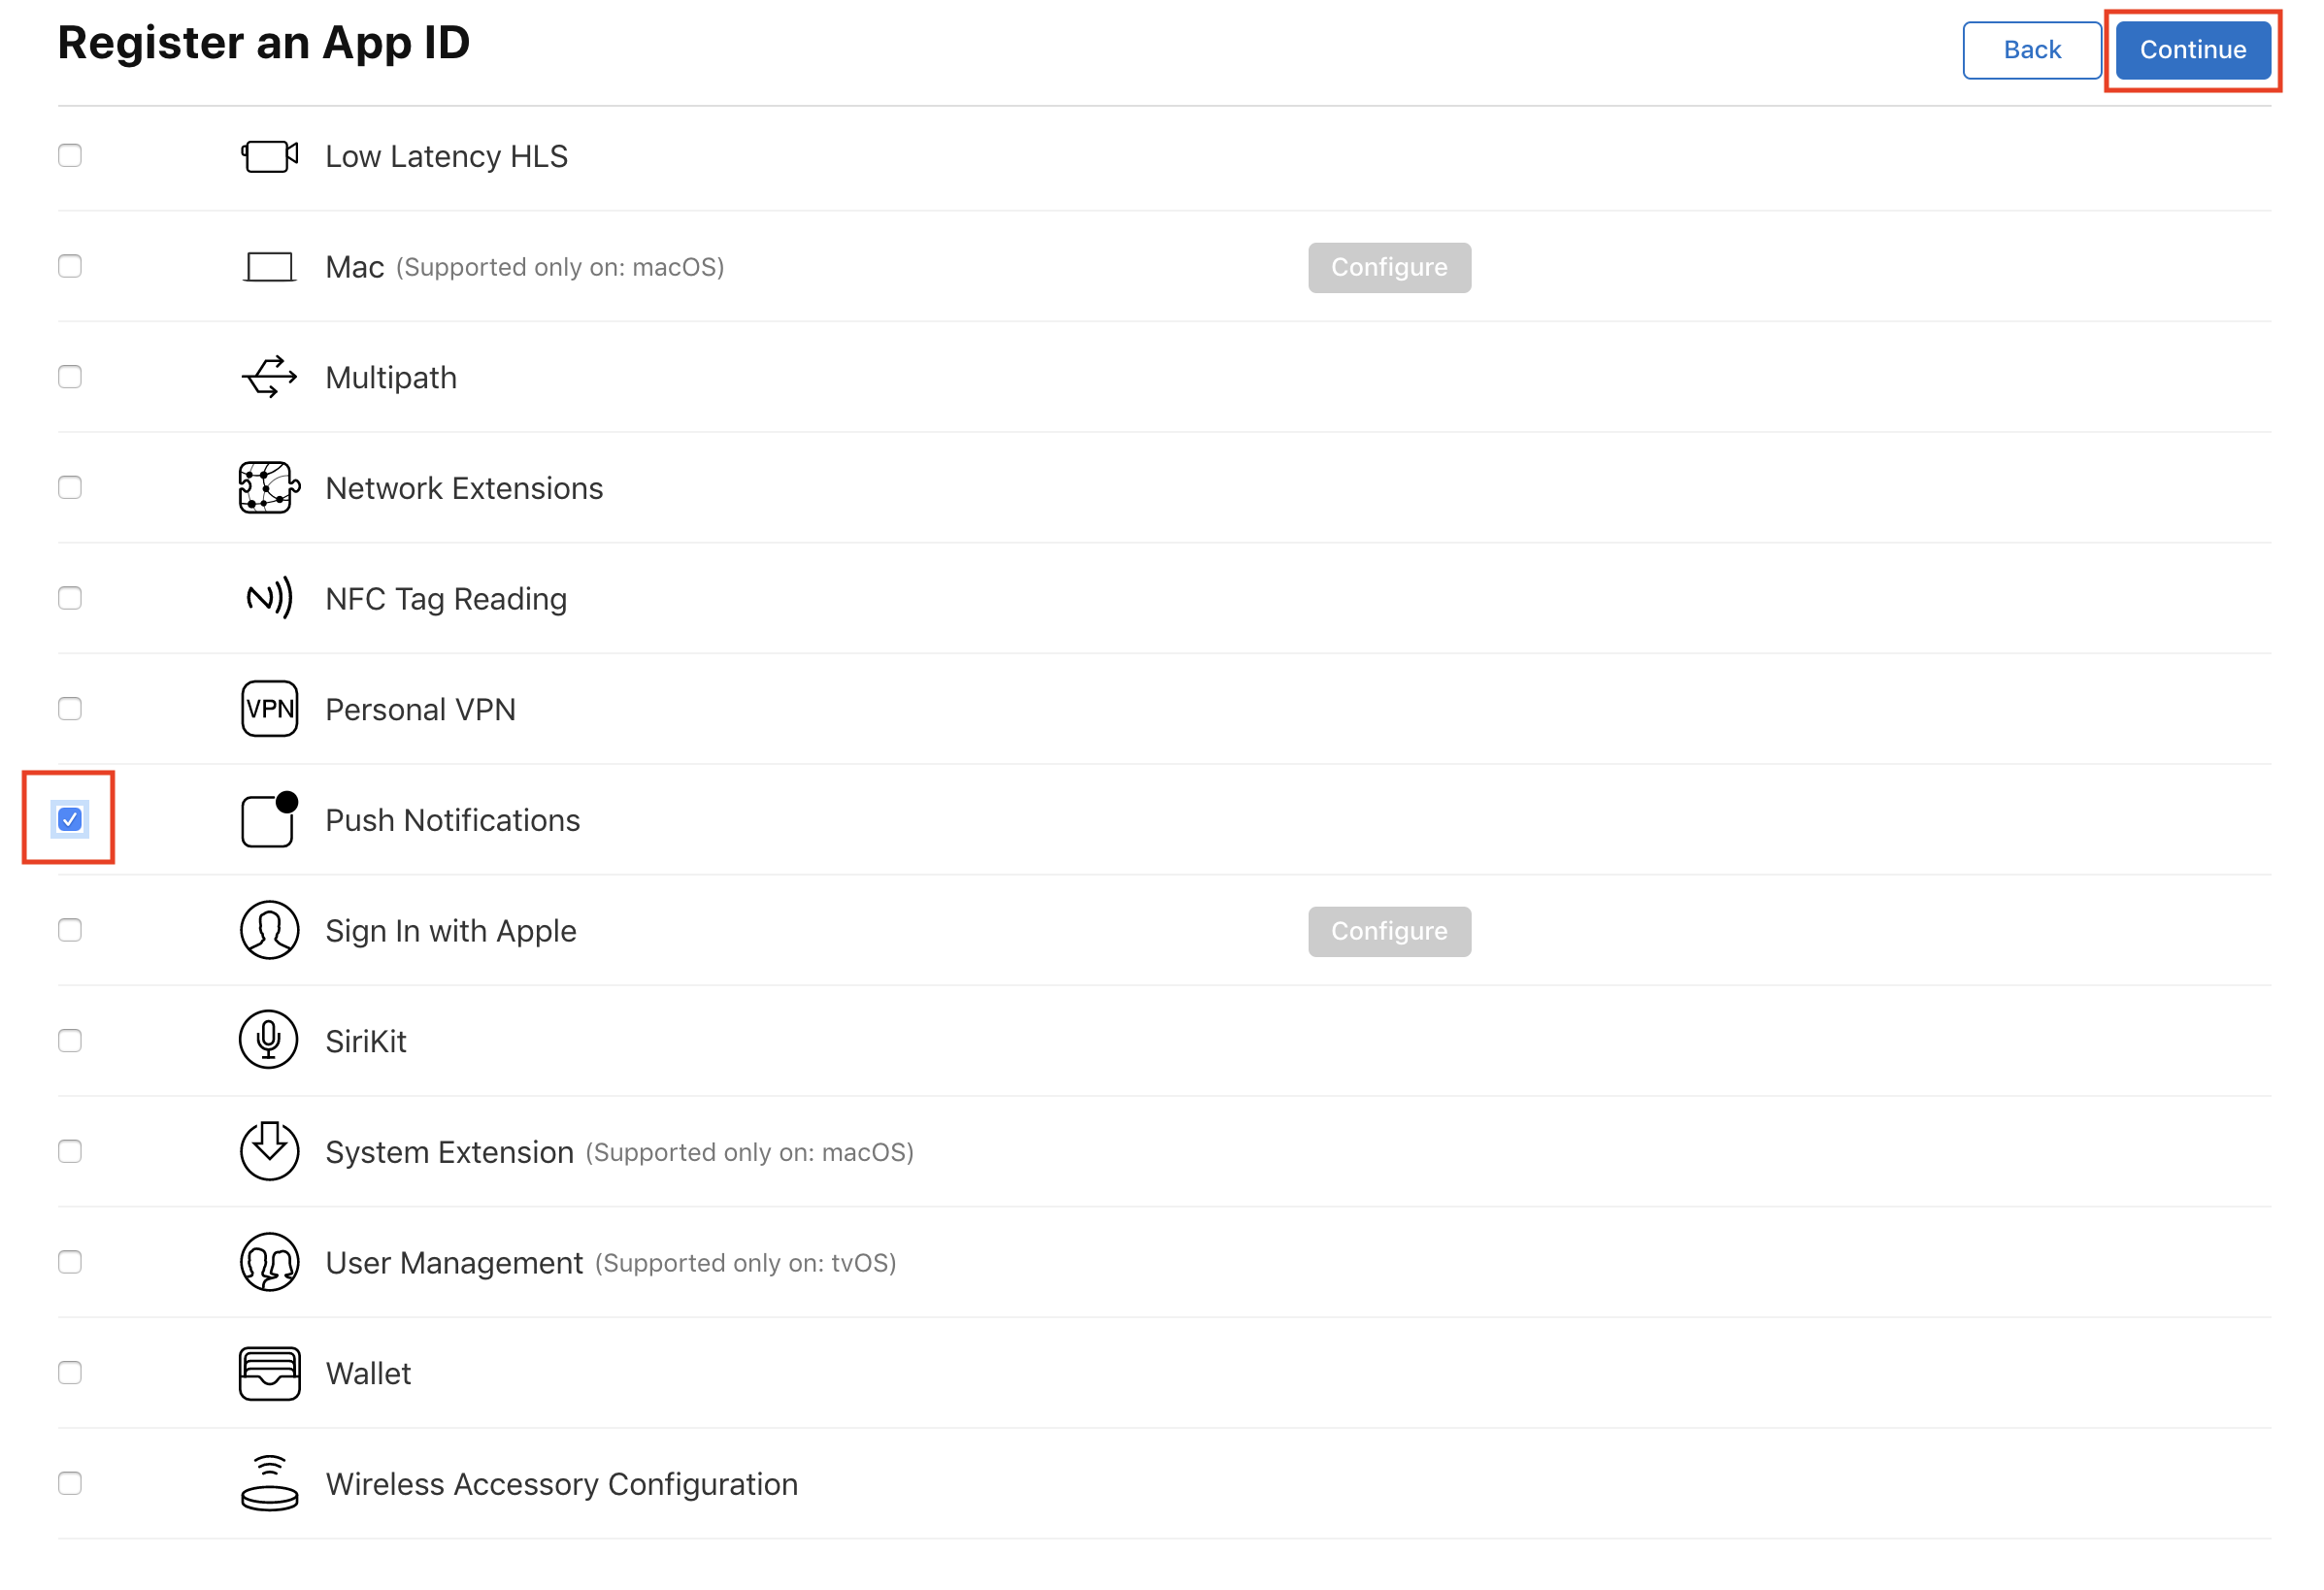 Register an App ID
Back
Continue
Low Latency HLS
Mac (Supported only on: macOS)
Configure
Multipath
Network Extensions
NFC Tag Reading
VPN
Personal VPN
Push Notifications
Sign In with Apple
Configure
SiriKit
System Extension (Supported only on: macOS)
User Management (Supported only on: tvOS)
Wallet
Wireless Accessory Configuration